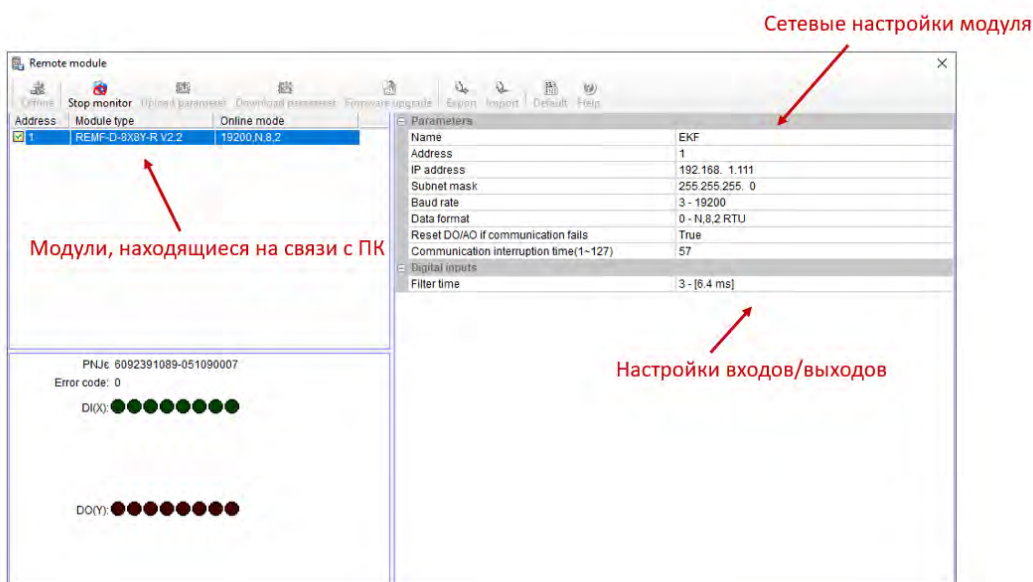 Сетевые настройки модуля
Remote module
Offline Stop monitor Upload parameter Download parameter Firmware upgrade Export Import Default Help
Address Module type Online mode
1 REMF-D-8X8Y-R V2.2 19200,N,8,2
Parameters
Name EKF
Address 1
IP address 192.168. 1.111
Subnet mask 255.255.255. 0
Baud rate 3 - 19200
Data format 0 - N,8,2 RTU
Reset DO/AO if communication fails True
Communication interruption time(1~127) 57
Digital inputs
Filter time 3 - [6.4 ms]
Модули, находящиеся на связи с ПК
Настройки входов/выходов
PNJє 6092391089-051090007
Error code: 0
DI(X):
DO(Y):